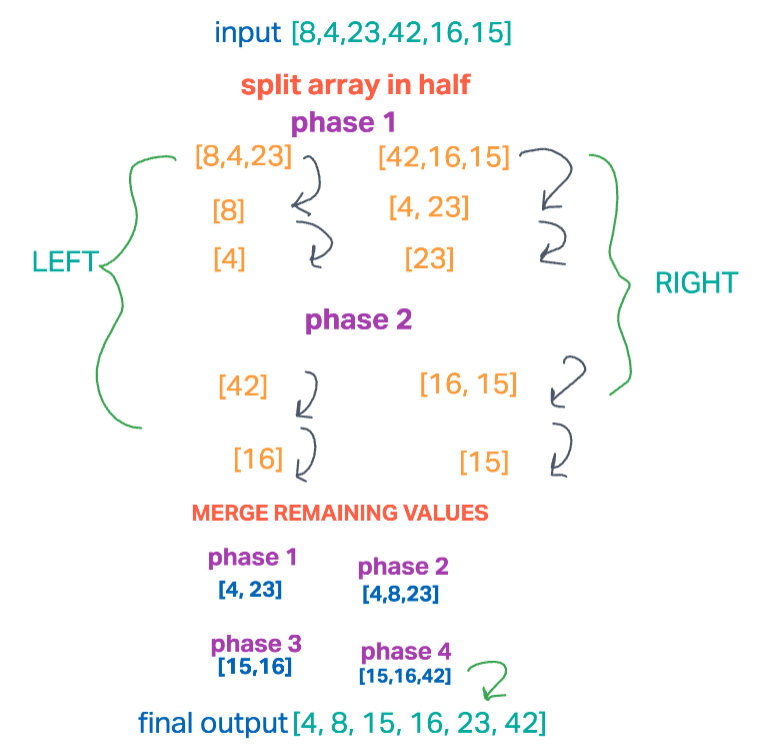 input [8,4,23,42,16,15]
split array in half
phase 1
[8,4,23] [42,16,15]
[8] [4, 23]
LEFT [4] [23]
RIGHT
phase 2
[42] [16, 15]
[16] [15]
MERGE REMAINING VALUES
phase 1
[4, 23]
phase 2
[4,8,23]
phase 3
[15,16]
phase 4
[15,16,42]
final output [4, 8, 15, 16, 23, 42]